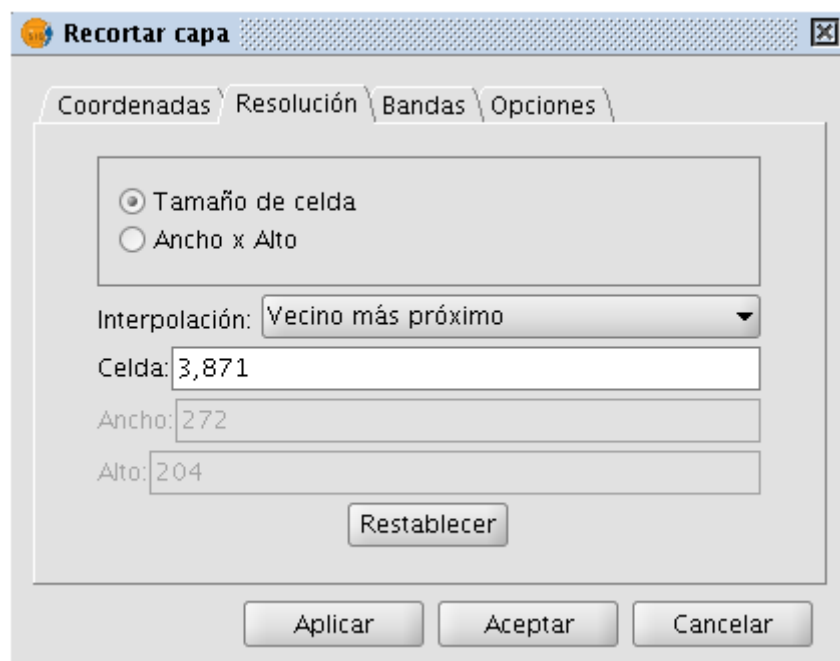 Recortar capa
Coordenadas Resolución Bandas Opciones
Tamaño de celda
Ancho x Alto
Interpolación: Vecino más próximo
Celda: 3,871
Ancho: 272
Alto: 204
Restablecer
Aplicar Aceptar Cancelar